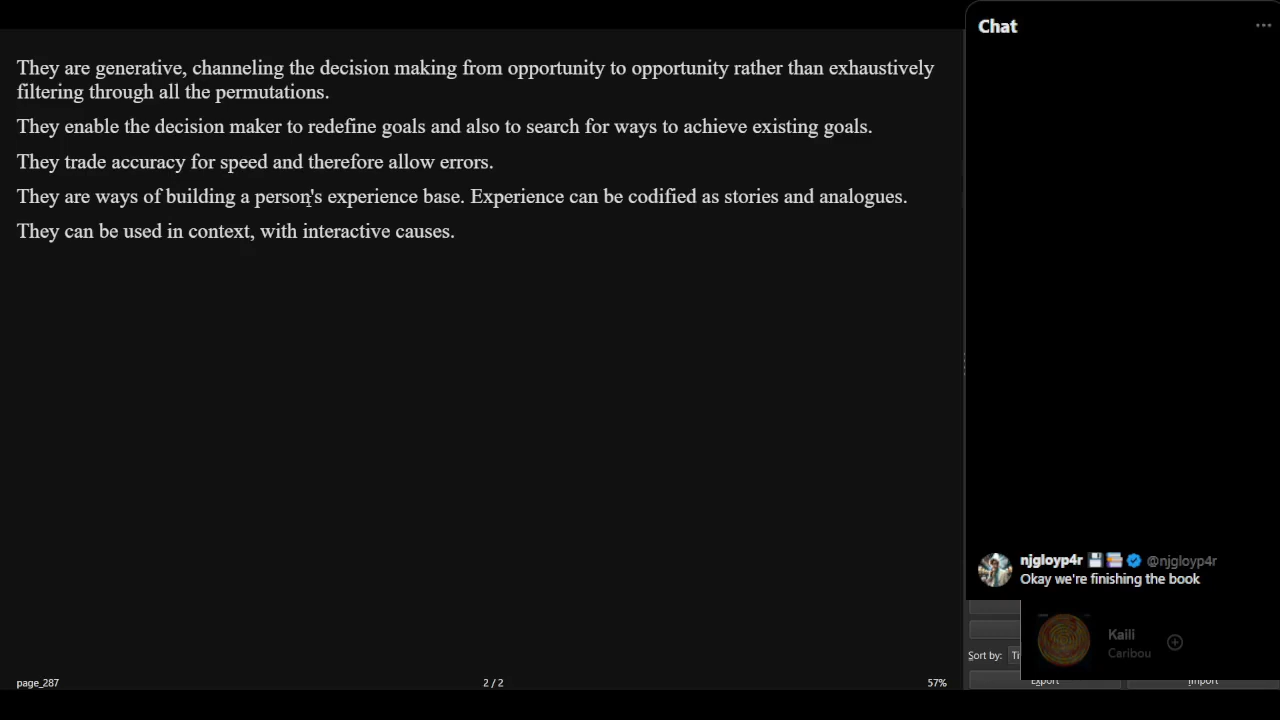 Chat
They are generative, channeling the decision making from opportunity to opportunity rather than exhaustively
filtering through all the permutations.
They enable the decision maker to redefine goals and also to search for ways to achieve existing goals.
They trade accuracy for speed and therefore allow errors.
They are ways of building a person's experience base. Experience can be codified as stories and analogues.
They can be used in context, with interactive causes.
njgloyp4r @njgloyp4r
Okay we're finishing the book
Kaili
Caribou
Sort by: Ti
Export Import
page_287 2 / 2 57%